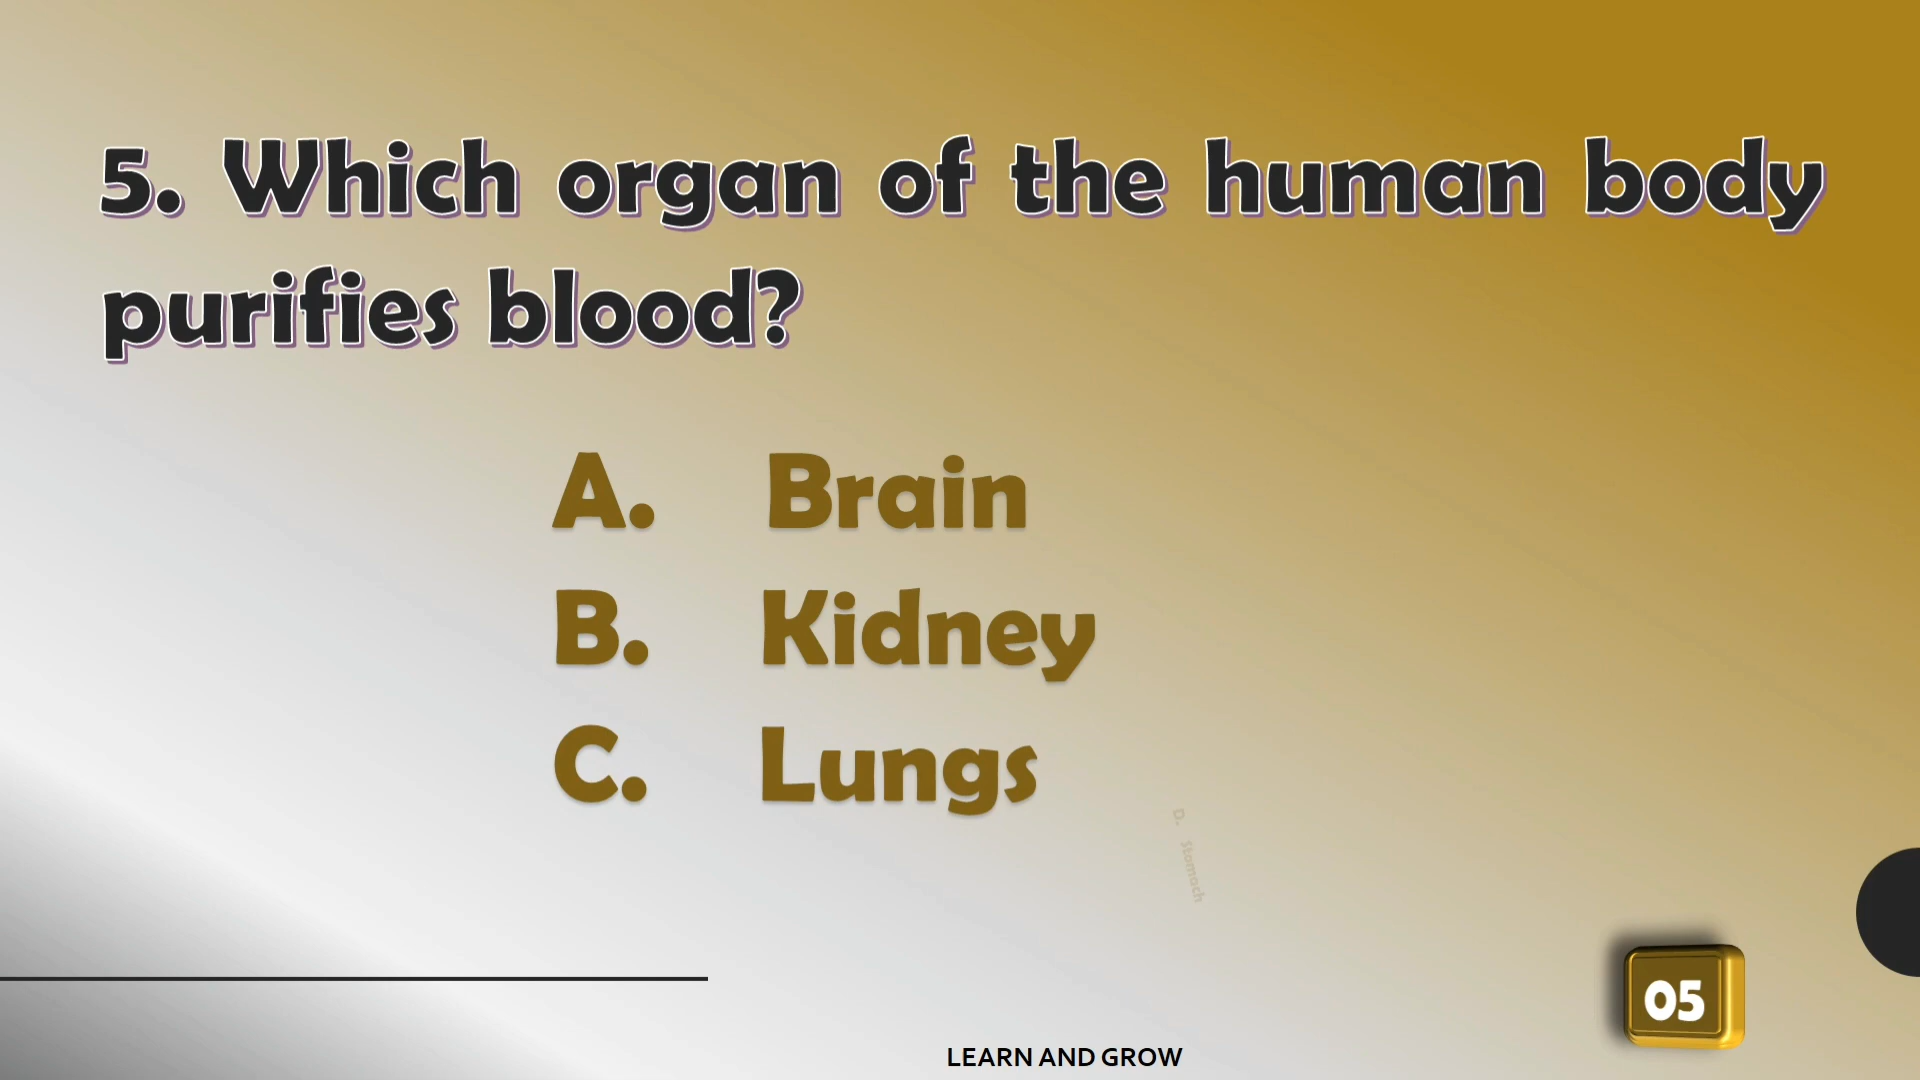 5. Which organ of the human body
purifies blood?
A. Brain
B. Kidney
C. Lungs
D. Stomach
05
LEARN AND GROW